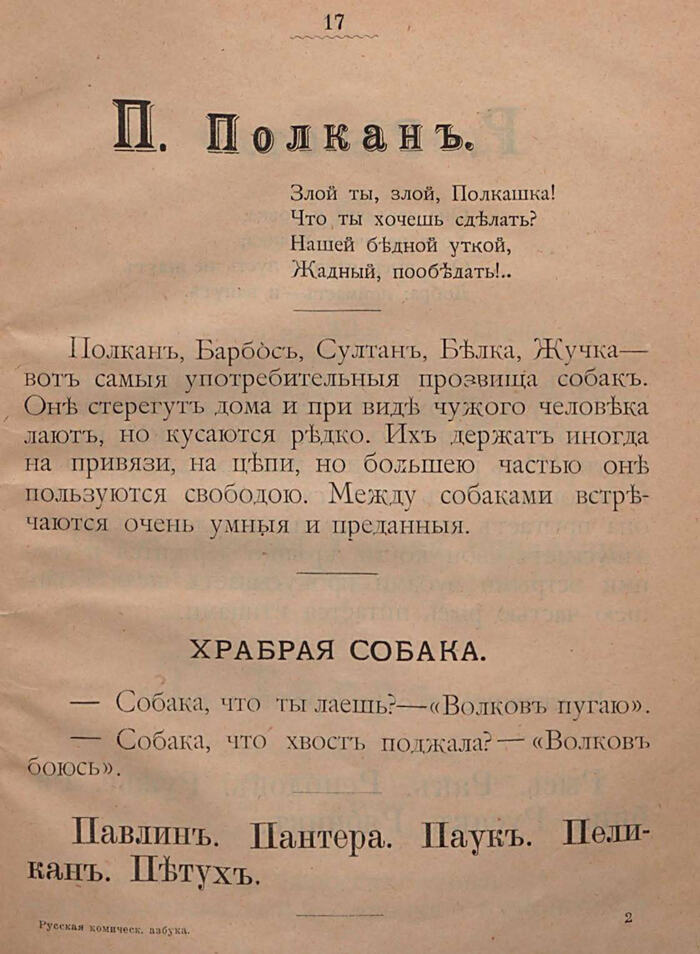 17
П. Полканъ.
Злой ты, злой, Полкашка!
Что ты хочешь сдѣлать?
Нашей бѣдной уткой,
Жадный, пообѣдать!..
Полканъ, Барбо̀съ, Султанъ, Бѣлка, Жучка—
вотъ самыя употребительныя прозвища собакъ.
Онѣ стерегутъ дома и при видѣ чужого человѣка
лаютъ, но кусаются рѣдко. Ихъ держатъ иногда
на привязи, на цѣпи, но большею частью онѣ
пользуются свободою. Между собаками встрѣ-
чаются очень умныя и преданныя.
ХРАБРАЯ СОБАКА.
— Собака, что ты лаешь?—«Волковъ пугаю».
— Собака, что хвостъ поджала? — «Волковъ
боюсь».
Павлинъ. Пантера. Паукъ. Пели-
канъ. Пѣтухъ.
Русская комическ. азбука.
2